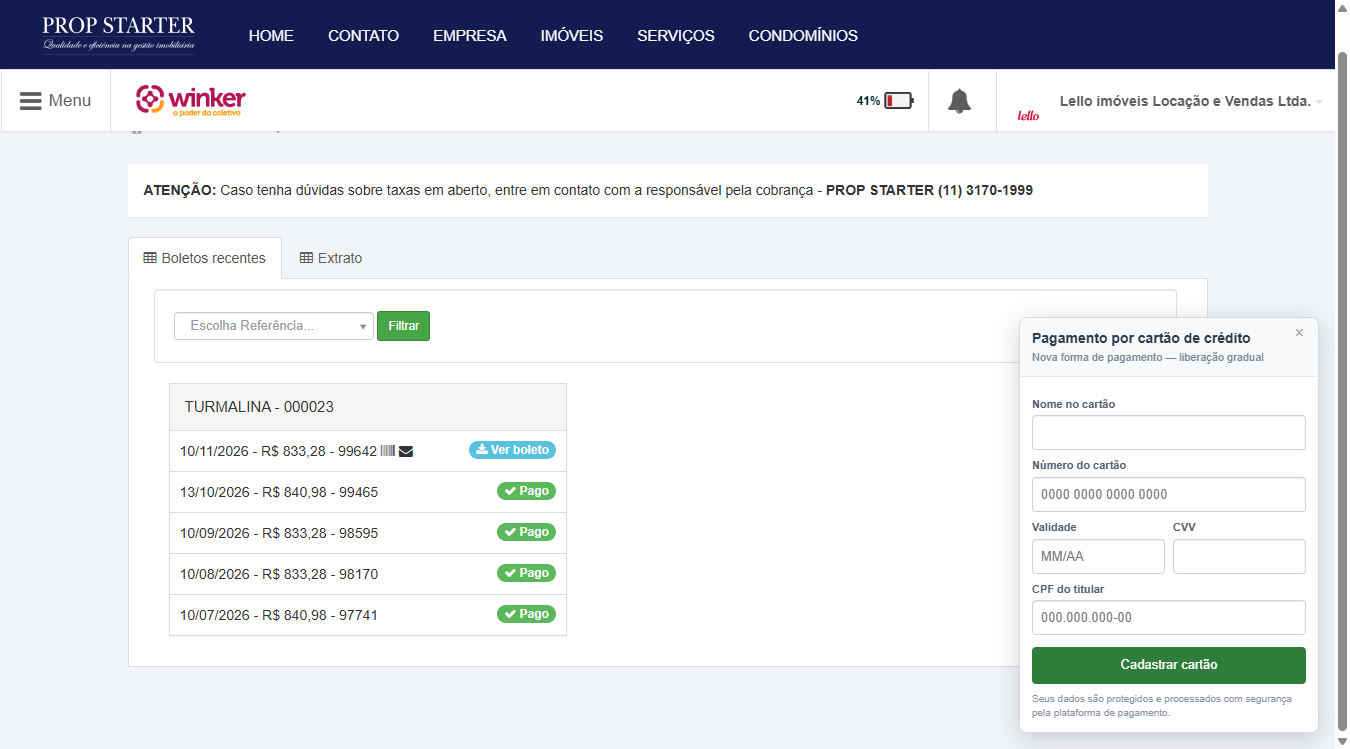 PROP STARTER
Qualidade e eficiência na gestão imobiliária
HOME
CONTATO
EMPRESA
IMÓVEIS
SERVIÇOS
CONDOMÍNIOS
Menu
winker
o poder do coletivo
41%
lello
Lello imóveis Locação e Vendas Ltda.
ATENÇÃO: Caso tenha dúvidas sobre taxas em aberto, entre em contato com a responsável pela cobrança - PROP STARTER (11) 3170-1999
Boletos recentes
Extrato
Escolha Referência...
Filtrar
TURMALINA - 000023
10/11/2026 - R$ 833,28 - 99642
Ver boleto
13/10/2026 - R$ 840,98 - 99465
Pago
10/09/2026 - R$ 833,28 - 98595
Pago
10/08/2026 - R$ 833,28 - 98170
Pago
10/07/2026 - R$ 840,98 - 97741
Pago
Pagamento por cartão de crédito
×
Nova forma de pagamento — liberação gradual
Nome no cartão
Número do cartão
0000 0000 0000 0000
Validade
CVV
MM/AA
CPF do titular
000.000.000-00
Cadastrar cartão
Seus dados são protegidos e processados com segurança
pela plataforma de pagamento.